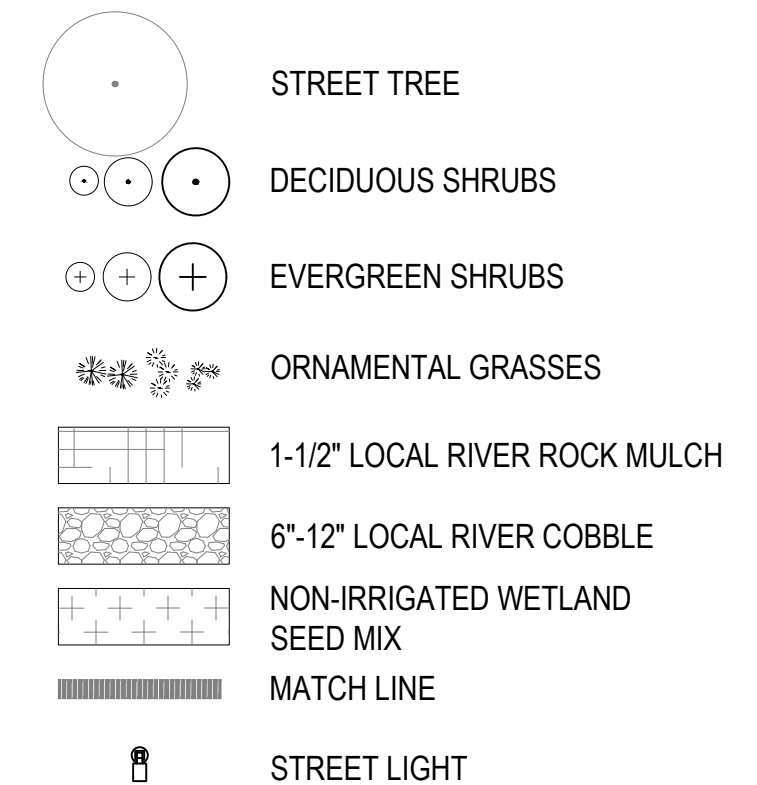 STREET TREE
DECIDUOUS SHRUBS
EVERGREEN SHRUBS
ORNAMENTAL GRASSES
1-1/2" LOCAL RIVER ROCK MULCH
6"-12" LOCAL RIVER COBBLE
NON-IRRIGATED WETLAND
SEED MIX
MATCH LINE
STREET LIGHT